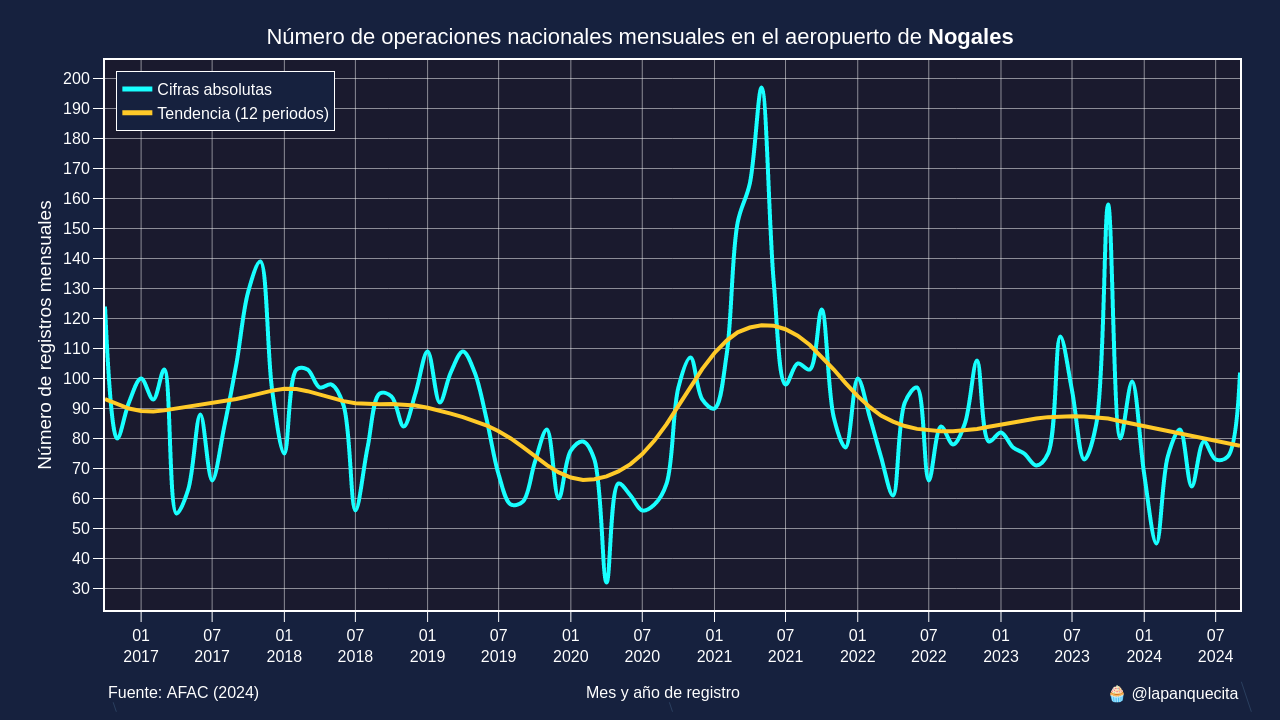 Número de operaciones nacionales mensuales en el aeropuerto de Nogales
Cifras absolutas
Tendencia (12 periodos)
Número de registros mensuales
200
190
180
170
160
150
140
130
120
110
100
90
80
70
60
50
40
30
01 07 01 07 01 07 01 07 01 07 01 07 01 07 01 07
2017 2017 2018 2018 2019 2019 2020 2020 2021 2021 2022 2022 2023 2023 2024 2024
Fuente: AFAC (2024)
Mes y año de registro
🧁 @lapanquecita